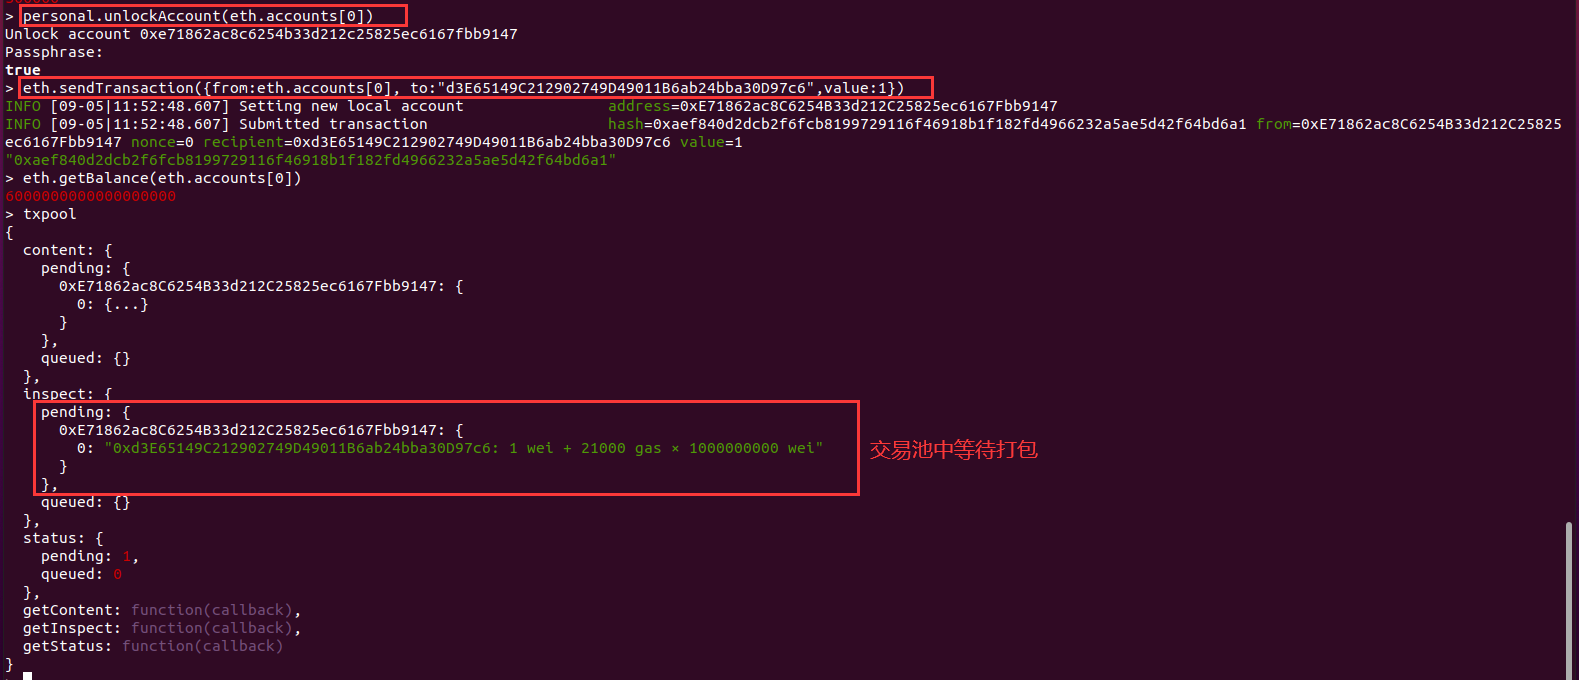 > personal.unlockAccount(eth.accounts[0])
Unlock account 0xe71862ac8c6254b33d212c25825ec6167fbb9147
Passphrase:
true
> eth.sendTransaction({from:eth.accounts[0], to:"d3E65149C212902749D49011B6ab24bba30D97c6",value:1})
INFO [09-05|11:52:48.607] Setting new local account address=0xE71862ac8C6254B33d212C25825ec6167Fbb9147
INFO [09-05|11:52:48.607] Submitted transaction hash=0xaef840d2dcb2f6fcb8199729116f46918b1f182fd4966232a5ae5d42f64bd6a1 from=0xE71862ac8C6254B33d212C25825
ec6167Fbb9147 nonce=0 recipient=0xd3E65149C212902749D49011B6ab24bba30D97c6 value=1
"0xaef840d2dcb2f6fcb8199729116f46918b1f182fd4966232a5ae5d42f64bd6a1"
> eth.getBalance(eth.accounts[0])
6000000000000000000
> txpool
{
content: {
pending: {
0xE71862ac8C6254B33d212C25825ec6167Fbb9147: {
0: {...}
}
},
queued: {}
},
inspect: {
pending: {
0xE71862ac8C6254B33d212C25825ec6167Fbb9147: {
0: "0xd3E65149C212902749D49011B6ab24bba30D97c6: 1 wei + 21000 gas × 1000000000 wei"
}
},
交易池中等待打包
queued: {}
},
status: {
pending: 1,
queued: 0
},
getContent: function(callback),
getInspect: function(callback),
getStatus: function(callback)
}